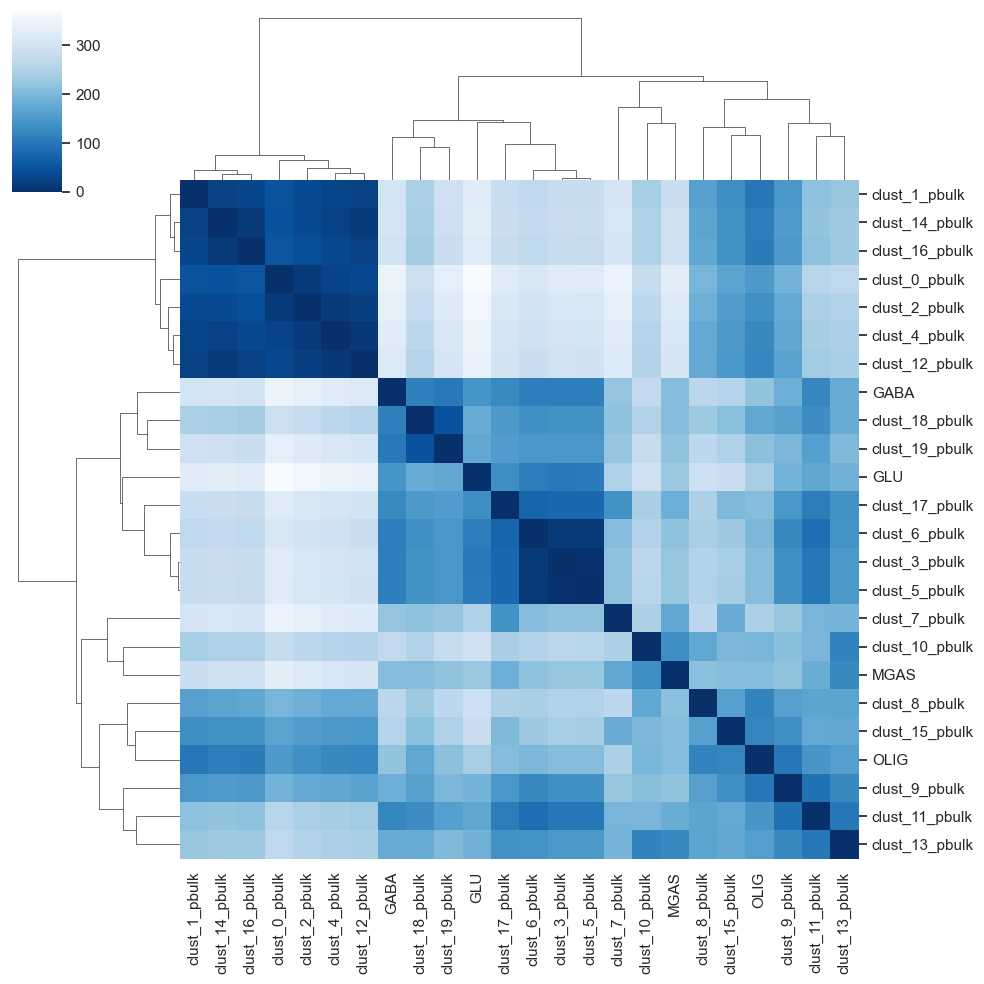 300
200
100
0
clust_1_pbulk
clust_14_pbulk
clust_16_pbulk
clust_0_pbulk
clust_2_pbulk
clust_4_pbulk
clust_12_pbulk
GABA
clust_18_pbulk
clust_19_pbulk
GLU
clust_17_pbulk
clust_6_pbulk
clust_3_pbulk
clust_5_pbulk
clust_7_pbulk
clust_10_pbulk
MGAS
clust_8_pbulk
clust_15_pbulk
OLIG
clust_9_pbulk
clust_11_pbulk
clust_13_pbulk
clust_1_pbulk
clust_14_pbulk
clust_16_pbulk
clust_0_pbulk
clust_2_pbulk
clust_4_pbulk
clust_12_pbulk
GABA
clust_18_pbulk
clust_19_pbulk
GLU
clust_17_pbulk
clust_6_pbulk
clust_3_pbulk
clust_5_pbulk
clust_7_pbulk
clust_10_pbulk
MGAS
clust_8_pbulk
clust_15_pbulk
OLIG
clust_9_pbulk
clust_11_pbulk
clust_13_pbulk